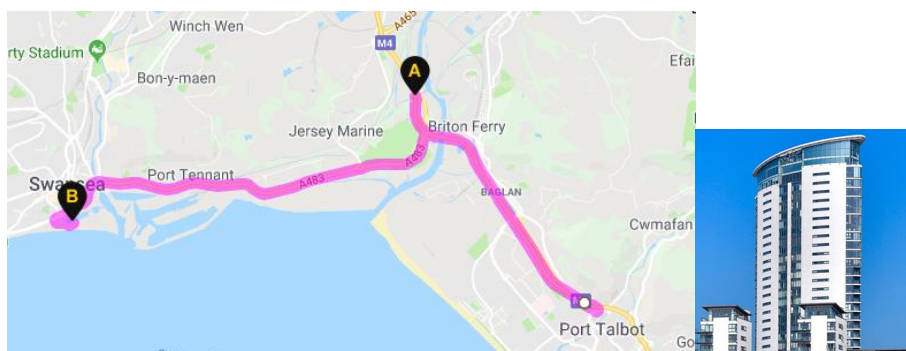 Winch Wen
A465
M4
rty Stadium
Efai
Bon-y-maen
A
Jersey Marine
Briton Ferry
A483
Swansea
Port Tennant
A483
BAGLAN
B
Cwmafan
Port Talbot
Go